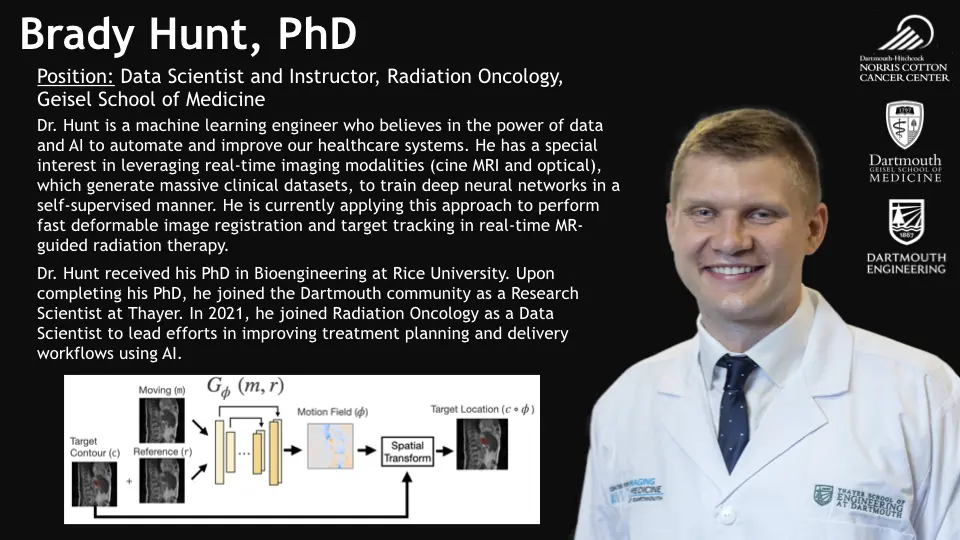 Brady Hunt, PhD
Position: Data Scientist and Instructor, Radiation Oncology,
Geisel School of Medicine
Dr. Hunt is a machine learning engineer who believes in the power of data
and AI to automate and improve our healthcare systems. He has a special
interest in leveraging real-time imaging modalities (cine MRI and optical),
which generate massive clinical datasets, to train deep neural networks in a
self-supervised manner. He is currently applying this approach to perform
fast deformable image registration and target tracking in real-time MR-
guided radiation therapy.
Dr. Hunt received his PhD in Bioengineering at Rice University. Upon
completing his PhD, he joined the Dartmouth community as a Research
Scientist at Thayer. In 2021, he joined Radiation Oncology as a Data
Scientist to lead efforts in improving treatment planning and delivery
workflows using AI.
Gϕ (m, r)
Moving (m)
Motion Field (ϕ)
Target Location (c ∘ ϕ)
Target
Contour (c)
Reference (r)
+
...
Spatial
Transform
Dartmouth-Hitchcock
NORRIS COTTON
CANCER CENTER
Dartmouth
GEISEL SCHOOL OF
MEDICINE
1867
DARTMOUTH
ENGINEERING
IMAGING
MEDICINE
THAYER SCHOOL OF
ENGINEERING
AT DARTMOUTH